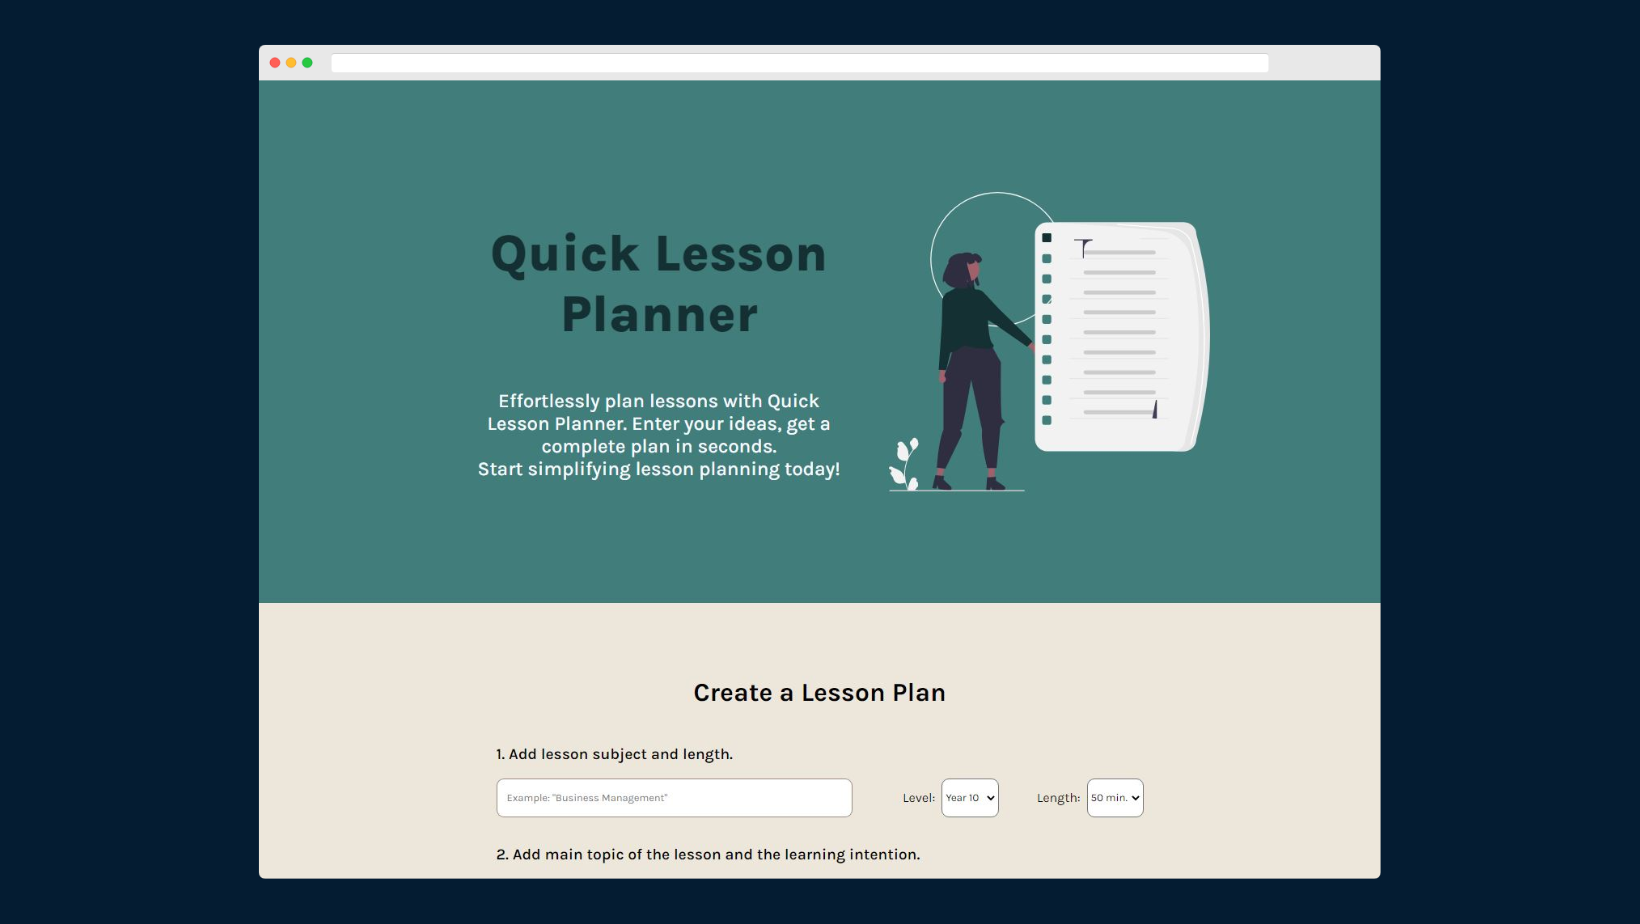 Quick Lesson
Planner
Effortlessly plan lessons with Quick
Lesson Planner. Enter your ideas, get a
complete plan in seconds.
Start simplifying lesson planning today!
Create a Lesson Plan
1. Add lesson subject and length.
Example: "Business Management" Level: Year 10 Length: 50 min.
2. Add main topic of the lesson and the learning intention.